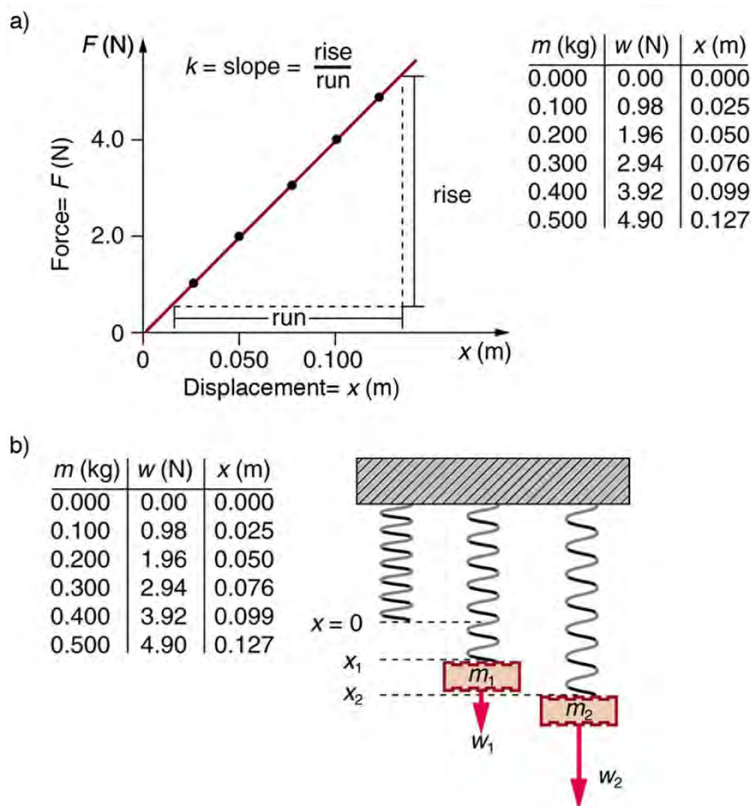 a)
F (N)
k = slope = rise
run
4.0
2.0
0
Force= F (N)
rise
run
0
0.050
0.100
x (m)
Displacement= x (m)
m (kg) w (N) x (m)
0.000 0.00 0.000
0.100 0.98 0.025
0.200 1.96 0.050
0.300 2.94 0.076
0.400 3.92 0.099
0.500 4.90 0.127
b)
m (kg) w (N) x (m)
0.000 0.00 0.000
0.100 0.98 0.025
0.200 1.96 0.050
0.300 2.94 0.076
0.400 3.92 0.099
0.500 4.90 0.127
x = 0
x₁
x₂
m₁
m₂
w₁
w₂